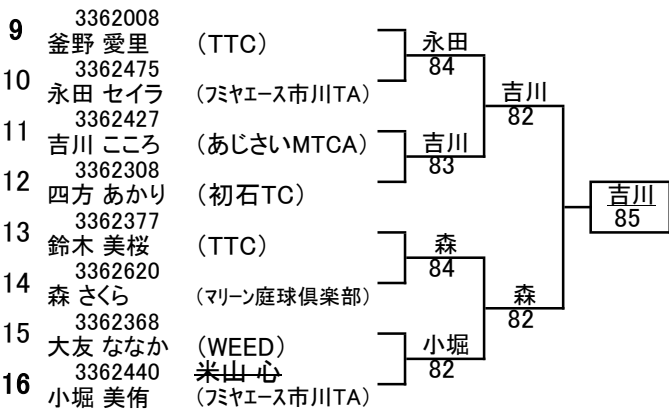 3362008
9 釜野 愛里 （TTC）
3362475
10 永田 セイラ （フミヤエース市川TA）
3362427
11 吉川 こころ （あじさいMTCA）
3362308
12 四方 あかり （初石TC）
3362377
13 鈴木 美桜 （TTC）
3362620
14 森 さくら （マリーン庭球倶楽部）
3362368
15 大友 ななか （WEED）
3362440 米山 心
16 小堀 美侑 （フミヤエース市川TA）
永田
84
吉川
83
森
84
小堀
82
吉川
82
森
82
吉川
85